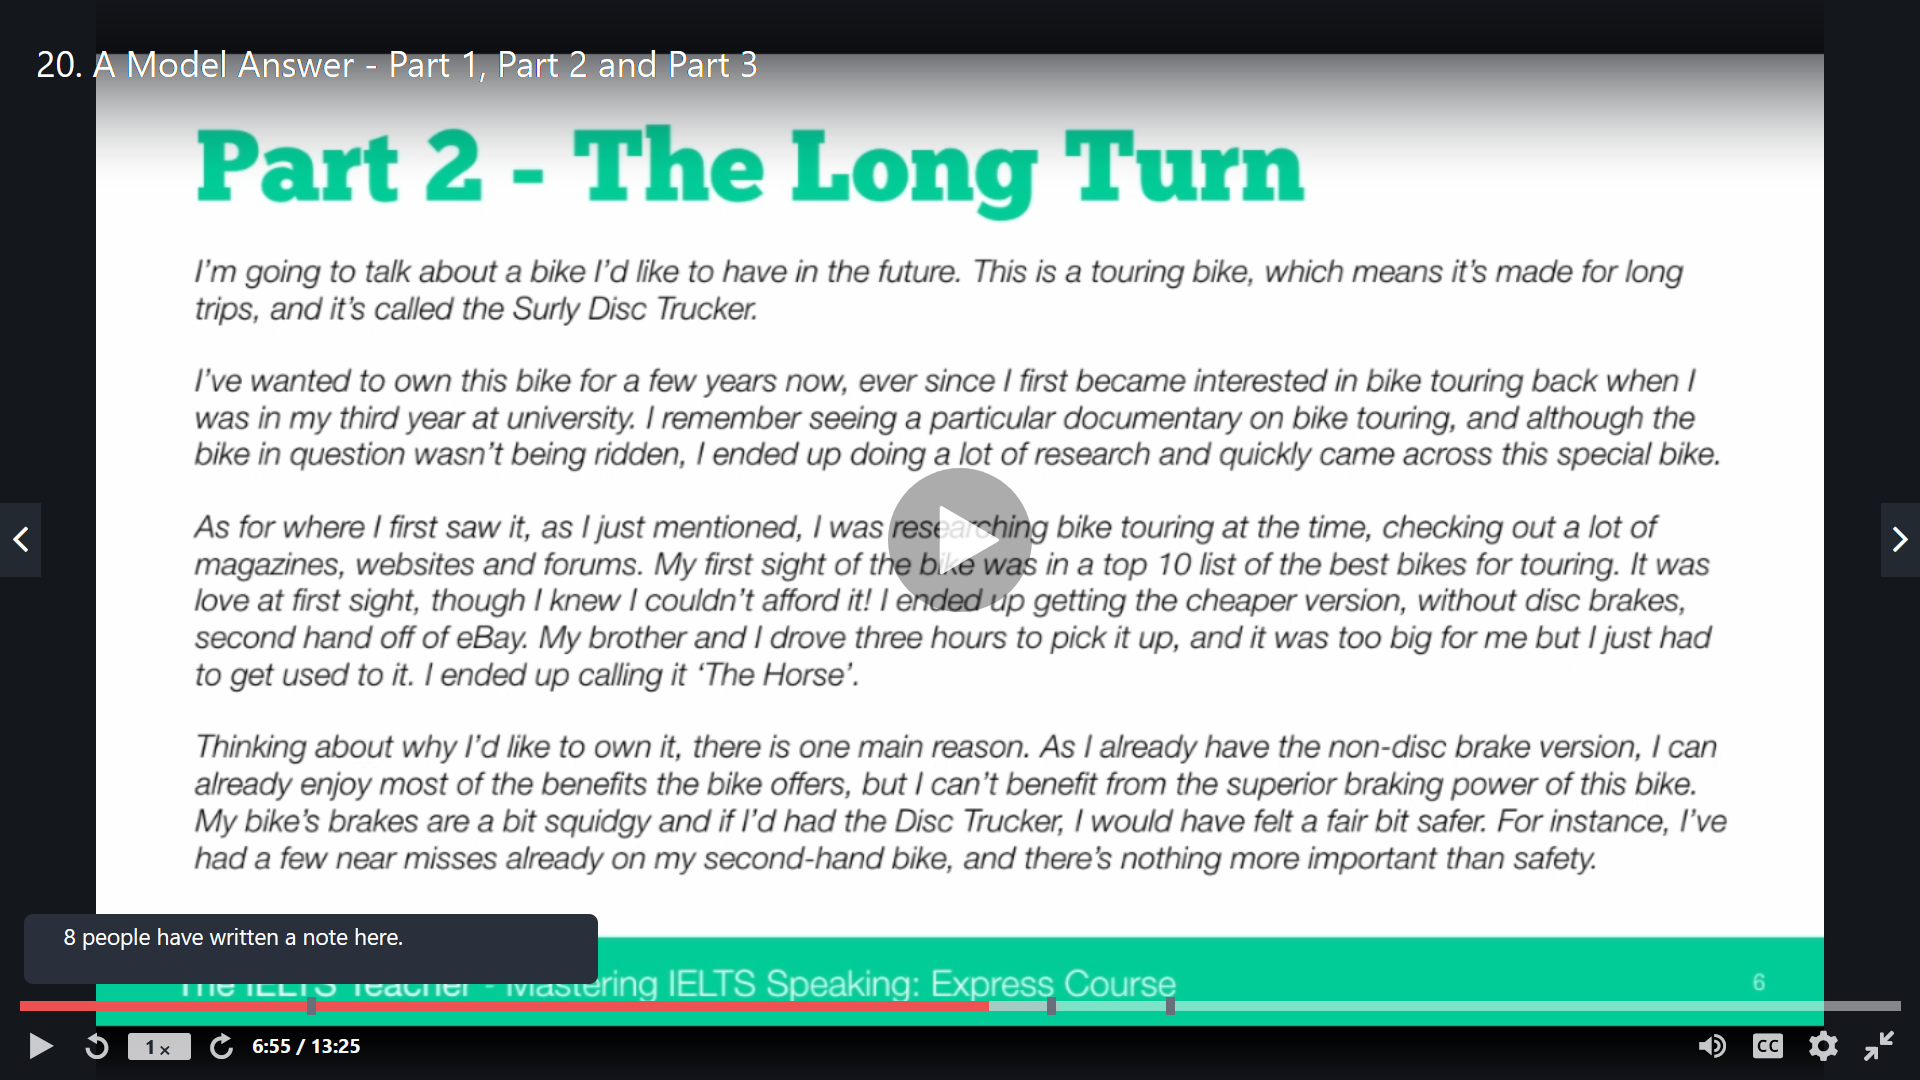 20. A Model Answer - Part 1, Part 2 and Part 3
Part 2 - The Long Turn
I'm going to talk about a bike I'd like to have in the future. This is a touring bike, which means it's made for long
trips, and it's called the Surly Disc Trucker.
I've wanted to own this bike for a few years now, ever since I first became interested in bike touring back when I
was in my third year at university. I remember seeing a particular documentary on bike touring, and although the
bike in question wasn't being ridden, I ended up doing a lot of research and quickly came across this special bike.
As for where I first saw it, as I just mentioned, I was researching bike touring at the time, checking out a lot of
magazines, websites and forums. My first sight of the bike was in a top 10 list of the best bikes for touring. It was
love at first sight, though I knew I couldn't afford it! I ended up getting the cheaper version, without disc brakes,
second hand off of eBay. My brother and I drove three hours to pick it up, and it was too big for me but I just had
to get used to it. I ended up calling it 'The Horse'.
Thinking about why I'd like to own it, there is one main reason. As I already have the non-disc brake version, I can
already enjoy most of the benefits the bike offers, but I can't benefit from the superior braking power of this bike.
My bike's brakes are a bit squidgy and if I'd had the Disc Trucker, I would have felt a fair bit safer. For instance, I've
had a few near misses already on my second-hand bike, and there's nothing more important than safety.
8 people have written a note here.
The IELTS Teacher - Mastering IELTS Speaking: Express Course
6
1x
6:55 / 13:25
CC